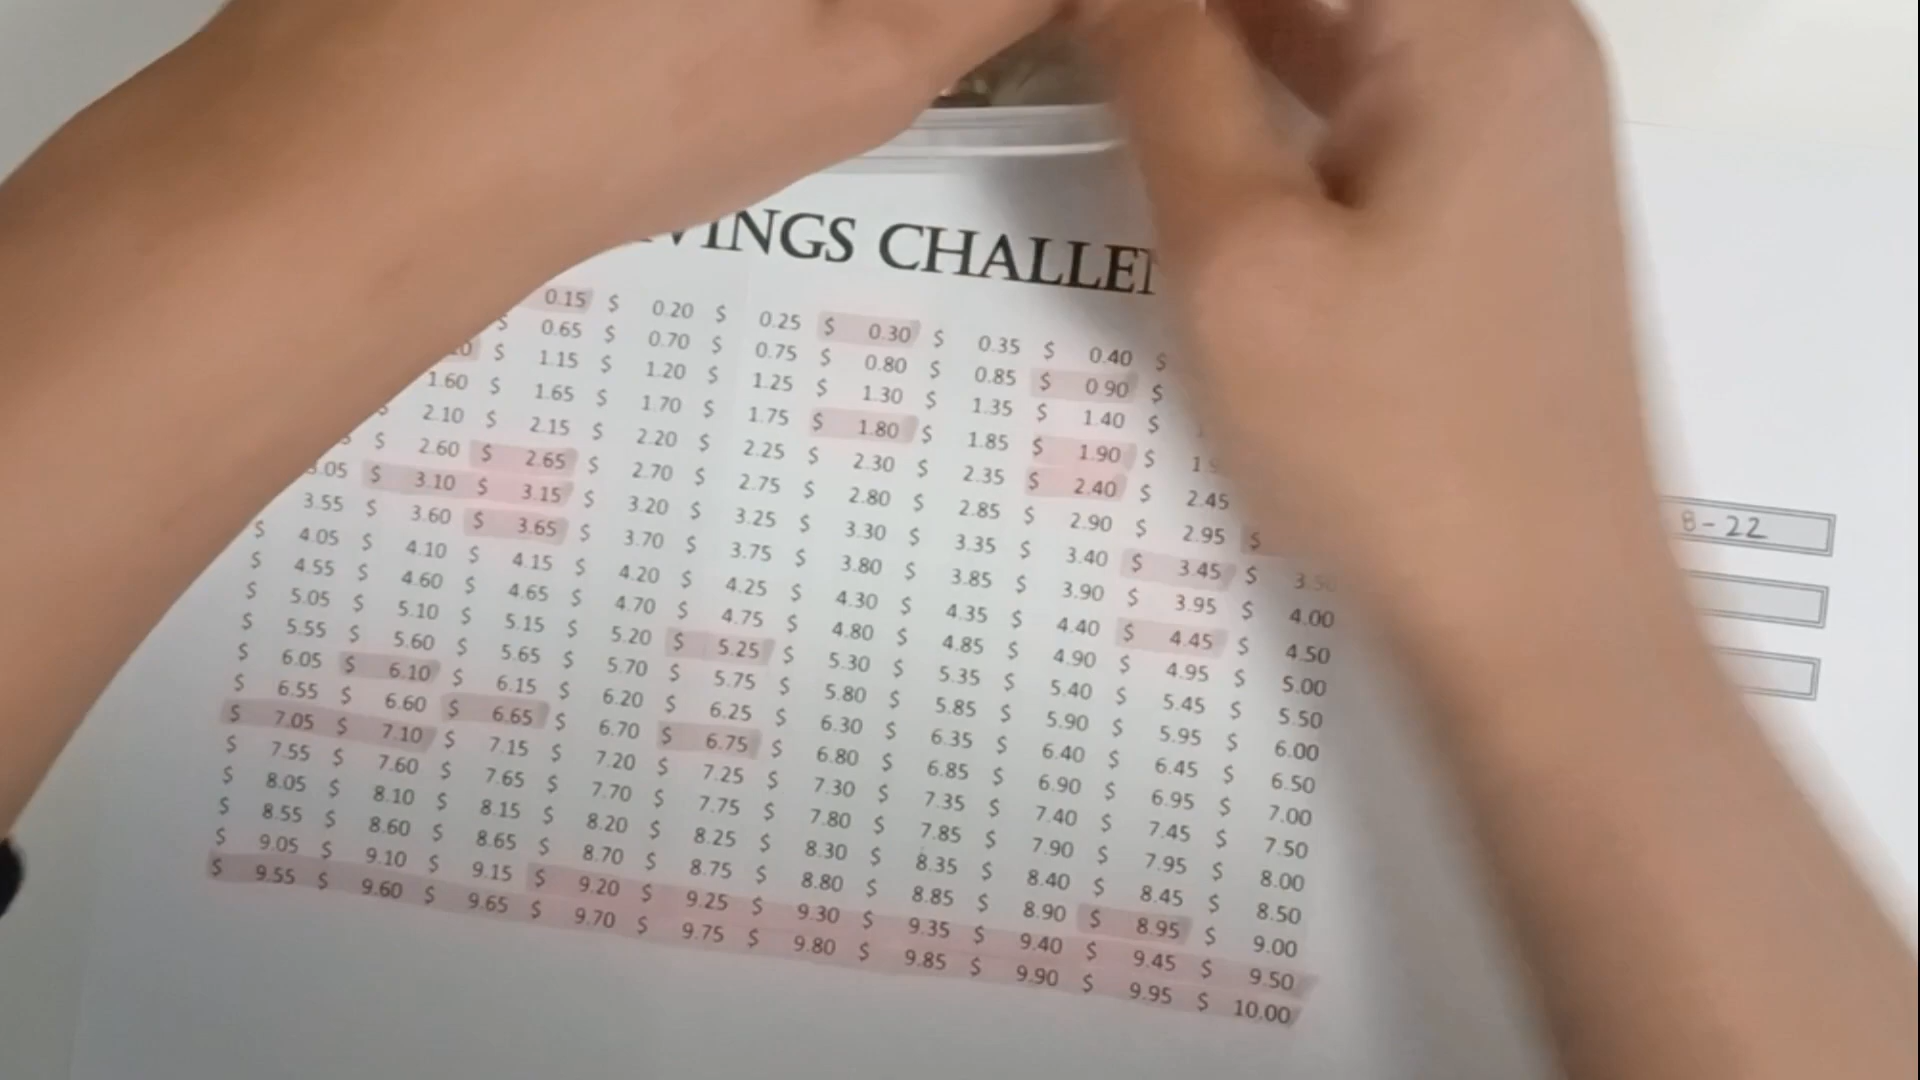 INGS CHALLE
0.15 $ 0.20 $ 0.25 $ 0.30 $ 0.35 $ 0.40 $
$ 0.65 $ 0.70 $ 0.75 $ 0.80 $ 0.85 $ 0.90 $
$ 1.15 $ 1.20 $ 1.25 $ 1.30 $ 1.35 $ 1.40 $
1.60 $ 1.65 $ 1.70 $ 1.75 $ 1.80 $ 1.85 $ 1.90 $
2.10 $ 2.15 $ 2.20 $ 2.25 $ 2.30 $ 2.35 $ 2.40 $ 2.45
$ 2.60 $ 2.65 $ 2.70 $ 2.75 $ 2.80 $ 2.85 $ 2.90 $ 2.95 $
3.05 $ 3.10 $ 3.15 $ 3.20 $ 3.25 $ 3.30 $ 3.35 $ 3.40 $ 3.45 $ 3.50
3.55 $ 3.60 $ 3.65 $ 3.70 $ 3.75 $ 3.80 $ 3.85 $ 3.90 $ 3.95 $ 4.00
$ 4.05 $ 4.10 $ 4.15 $ 4.20 $ 4.25 $ 4.30 $ 4.35 $ 4.40 $ 4.45 $ 4.50
$ 4.55 $ 4.60 $ 4.65 $ 4.70 $ 4.75 $ 4.80 $ 4.85 $ 4.90 $ 4.95 $ 5.00
$ 5.05 $ 5.10 $ 5.15 $ 5.20 $ 5.25 $ 5.30 $ 5.35 $ 5.40 $ 5.45 $ 5.50
$ 5.55 $ 5.60 $ 5.65 $ 5.70 $ 5.75 $ 5.80 $ 5.85 $ 5.90 $ 5.95 $ 6.00
$ 6.05 $ 6.10 $ 6.15 $ 6.20 $ 6.25 $ 6.30 $ 6.35 $ 6.40 $ 6.45 $ 6.50
$ 6.55 $ 6.60 $ 6.65 $ 6.70 $ 6.75 $ 6.80 $ 6.85 $ 6.90 $ 6.95 $ 7.00
$ 7.05 $ 7.10 $ 7.15 $ 7.20 $ 7.25 $ 7.30 $ 7.35 $ 7.40 $ 7.45 $ 7.50
$ 7.55 $ 7.60 $ 7.65 $ 7.70 $ 7.75 $ 7.80 $ 7.85 $ 7.90 $ 7.95 $ 8.00
$ 8.05 $ 8.10 $ 8.15 $ 8.20 $ 8.25 $ 8.30 $ 8.35 $ 8.40 $ 8.45 $ 8.50
$ 8.55 $ 8.60 $ 8.65 $ 8.70 $ 8.75 $ 8.80 $ 8.85 $ 8.90 $ 8.95 $ 9.00
$ 9.05 $ 9.10 $ 9.15 $ 9.20 $ 9.25 $ 9.30 $ 9.35 $ 9.40 $ 9.45 $ 9.50
$ 9.55 $ 9.60 $ 9.65 $ 9.70 $ 9.75 $ 9.80 $ 9.85 $ 9.90 $ 9.95 $ 10.00
8-22